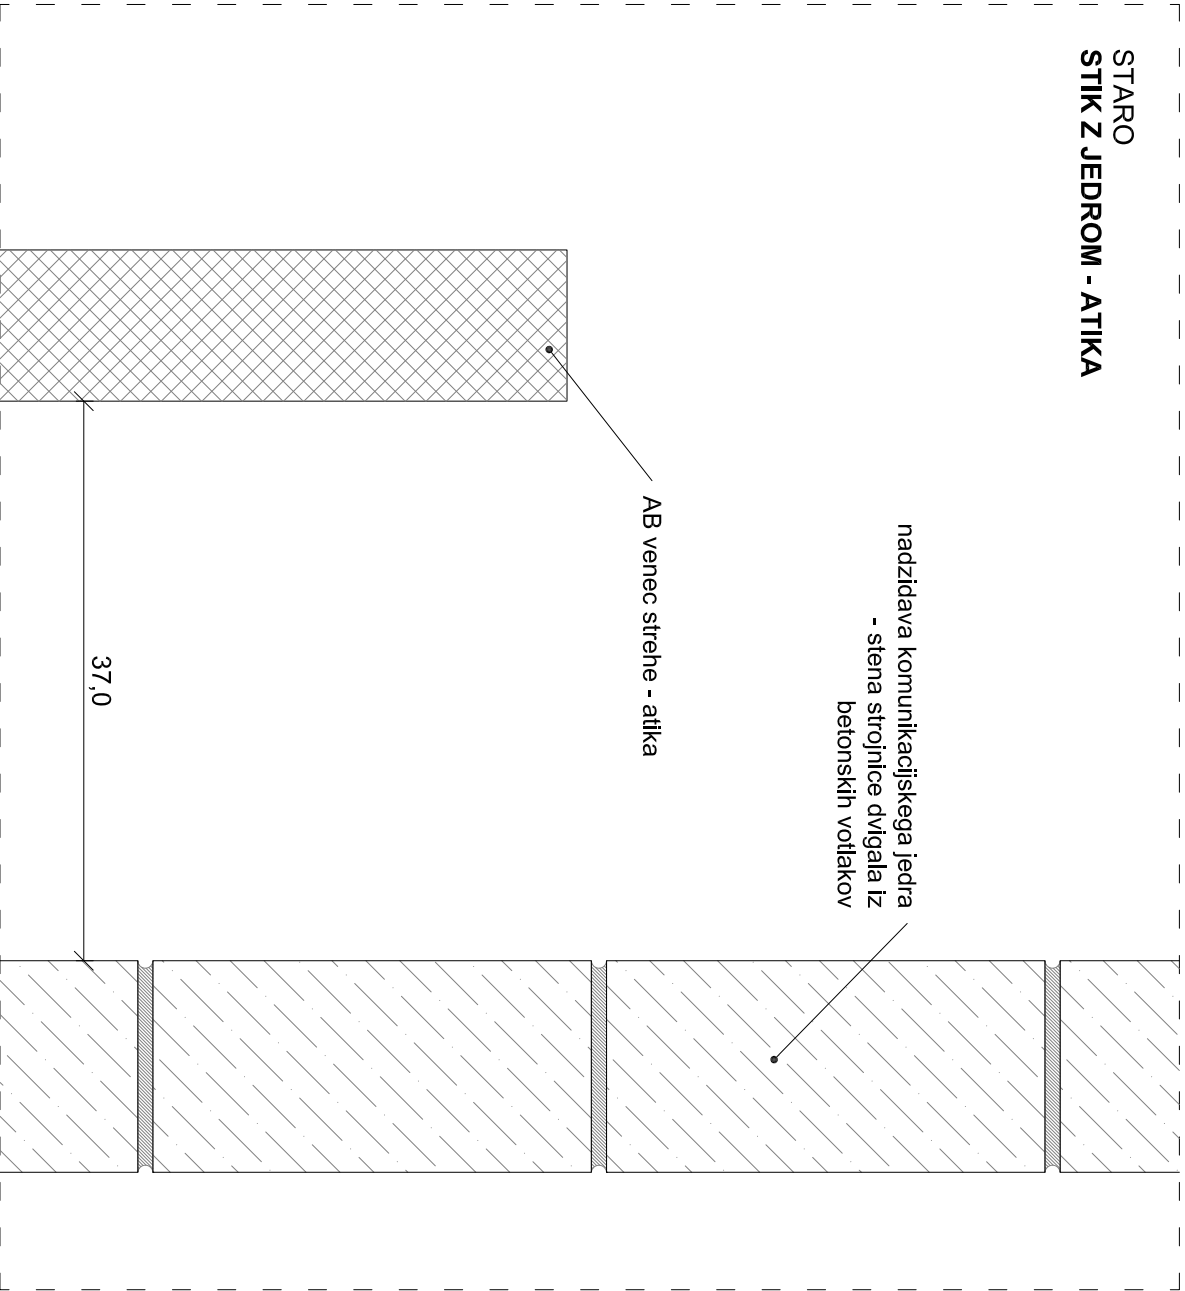 STARO
STIK Z JEDROM - ATIKA
nadzidava komunikacijskega jedra
- stena strojnice dvigala iz
betonskih votlakov
AB venec strehe - atika
37,0